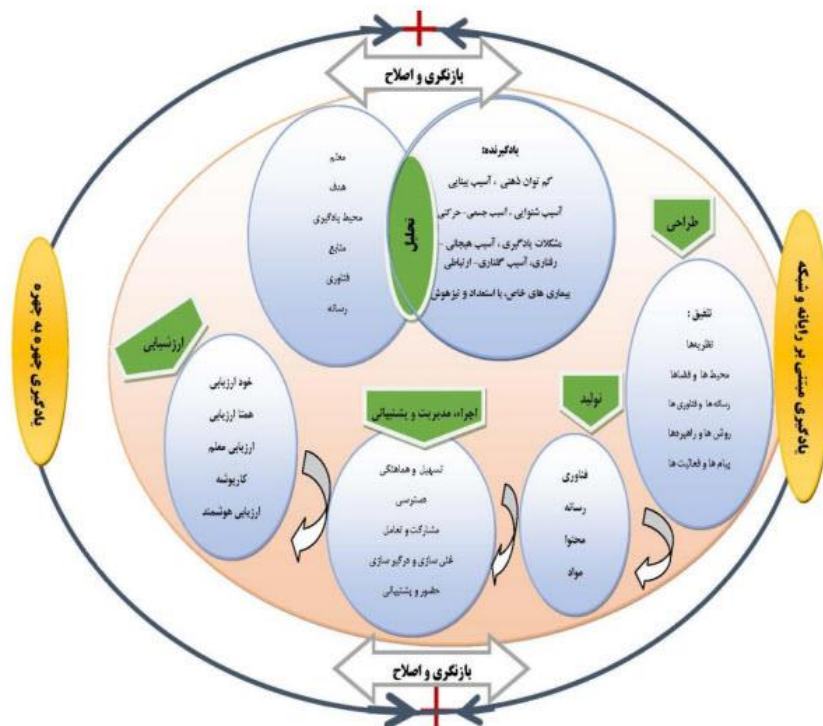 بازنگری و اصلاح
یادگیرنده:
کم توان ذهنی ، آسیب بینایی
آسیب شنوایی ، آسیب جسمی- حرکتی
مشکلات یادگیری ، آسیب هیجانی -
رفتاری، آسیب گفتاری- ارتباطی
بیماری های خاص، با استعداد و تیزهوش
تحلیل
معلم
هدف
محیط یادگیری
منابع
فناوری
رسانه
یادگیری مبتنی بر رایانه و شبکه
طراحی
تلفیق :
نظریه‌ها
محیط ها و فضاها
رسانه ها و فناوری ها
روش ها و راهبردها
پیام ها و فعالیت ها
تولید
فناوری
رسانه
محتوا
مواد
اجراء، مدیریت و پشتیبانی
تسهیل و هماهنگی
دسترسی
مشارکت و تعامل
غنی سازی و درگیر سازی
حضور و پشتیبانی
ارزشیابی
خود ارزیابی
همتا ارزیابی
ارزیابی معلم
کارپوشه
ارزیابی هوشمند
یادگیری چهره به چهره
بازنگری و اصلاح